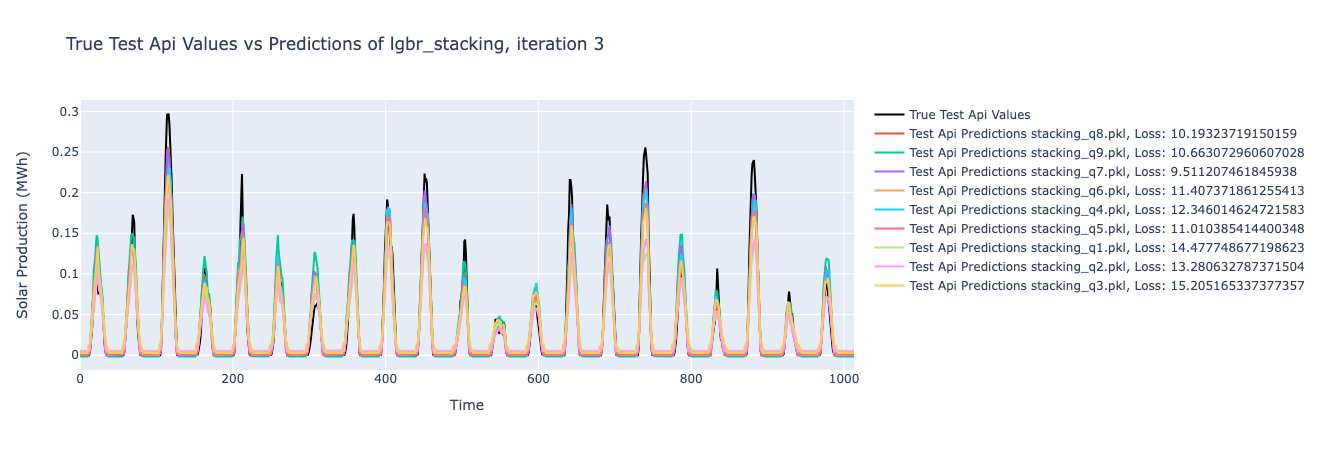 True Test Api Values vs Predictions of lgbr_stacking, iteration 3
Solar Production (MWh)
0.3
0.25
0.2
0.15
0.1
0.05
0
0
200
400
600
800
1000
Time
True Test Api Values
Test Api Predictions stacking_q8.pkl, Loss: 10.19323719150159
Test Api Predictions stacking_q9.pkl, Loss: 10.663072960607028
Test Api Predictions stacking_q7.pkl, Loss: 9.511207461845938
Test Api Predictions stacking_q6.pkl, Loss: 11.407371861255413
Test Api Predictions stacking_q4.pkl, Loss: 12.346014624721583
Test Api Predictions stacking_q5.pkl, Loss: 11.010385414400348
Test Api Predictions stacking_q1.pkl, Loss: 14.477748677198623
Test Api Predictions stacking_q2.pkl, Loss: 13.280632787371504
Test Api Predictions stacking_q3.pkl, Loss: 15.205165337377357